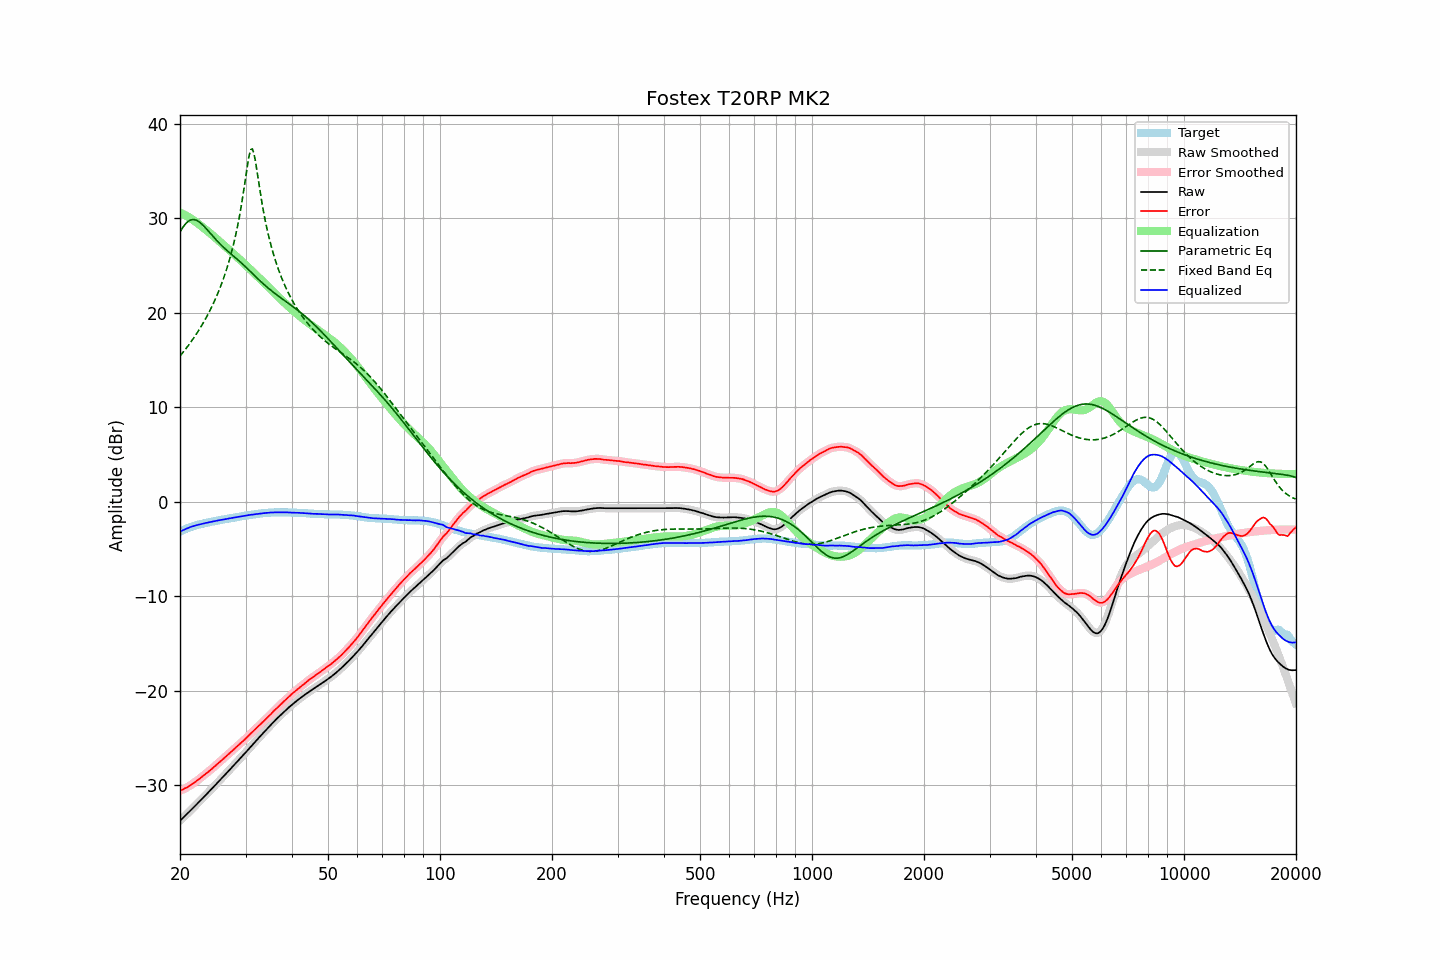 Fostex T20RP MK2
40
30
20
10
0
−10
−20
−30
Amplitude (dBr)
Target
Raw Smoothed
Error Smoothed
Raw
Error
Equalization
Parametric Eq
Fixed Band Eq
Equalized
20
50
100
200
500
1000
2000
5000
10000
20000
Frequency (Hz)